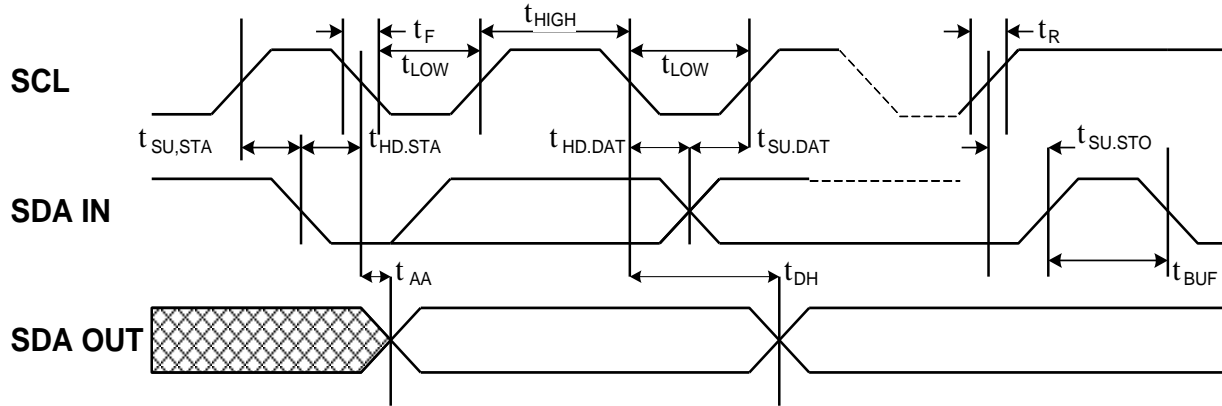 tF
tHIGH
tR
SCL
tLOW
tLOW
tSU,STA
tHD.STA
tHD.DAT
tSU.DAT
tSU.STO
SDA IN
tAA
tDH
tBUF
SDA OUT